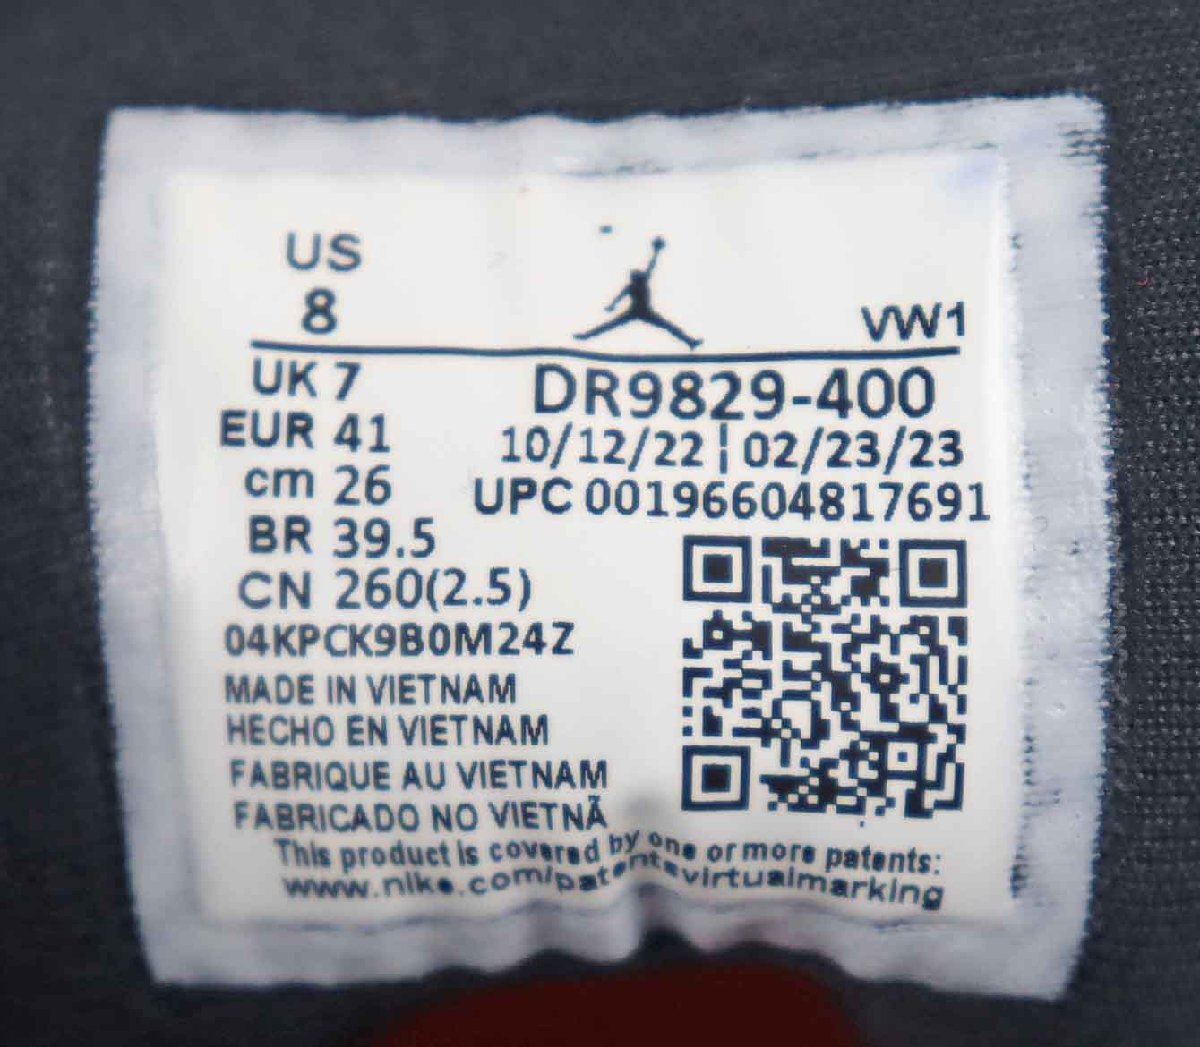 US
8
VW1
UK 7
DR9829-400
EUR 41
10/12/22 ¦ 02/23/23
cm 26
UPC 00196604817691
BR 39.5
CN 260(2.5)
04KPCK9B0M24Z
MADE IN VIETNAM
HECHO EN VIETNAM
FABRIQUE AU VIETNAM
FABRICADO NO VIETNÃ
This product is covered by one or more patents:
www.nike.com/patentsvirtualmarking